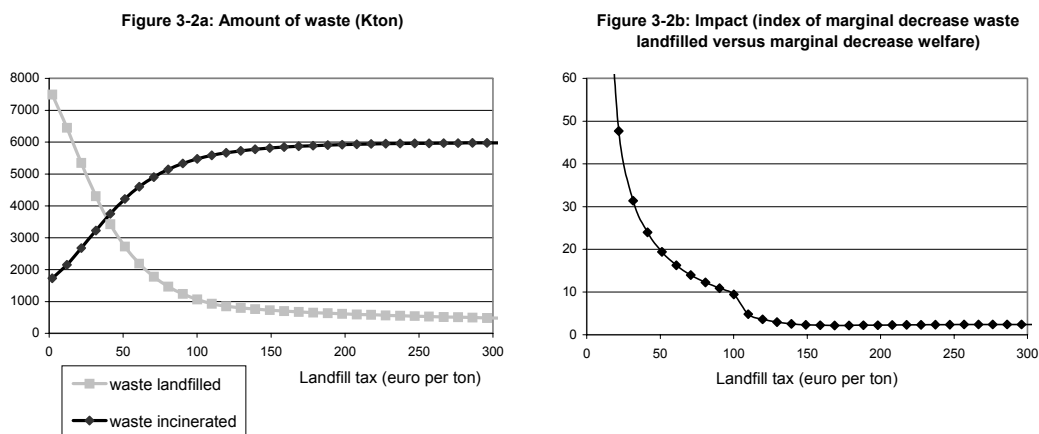 Figure 3-2a: Amount of waste (Kton)
8000
7000
6000
5000
4000
3000
2000
1000
0
0 50 100 150 200 250 300
Landfill tax (euro per ton)
waste landfilled
waste incinerated
Figure 3-2b: Impact (index of marginal decrease waste
landfilled versus marginal decrease welfare)
60
50
40
30
20
10
0
0 50 100 150 200 250 300
Landfill tax (euro per ton)